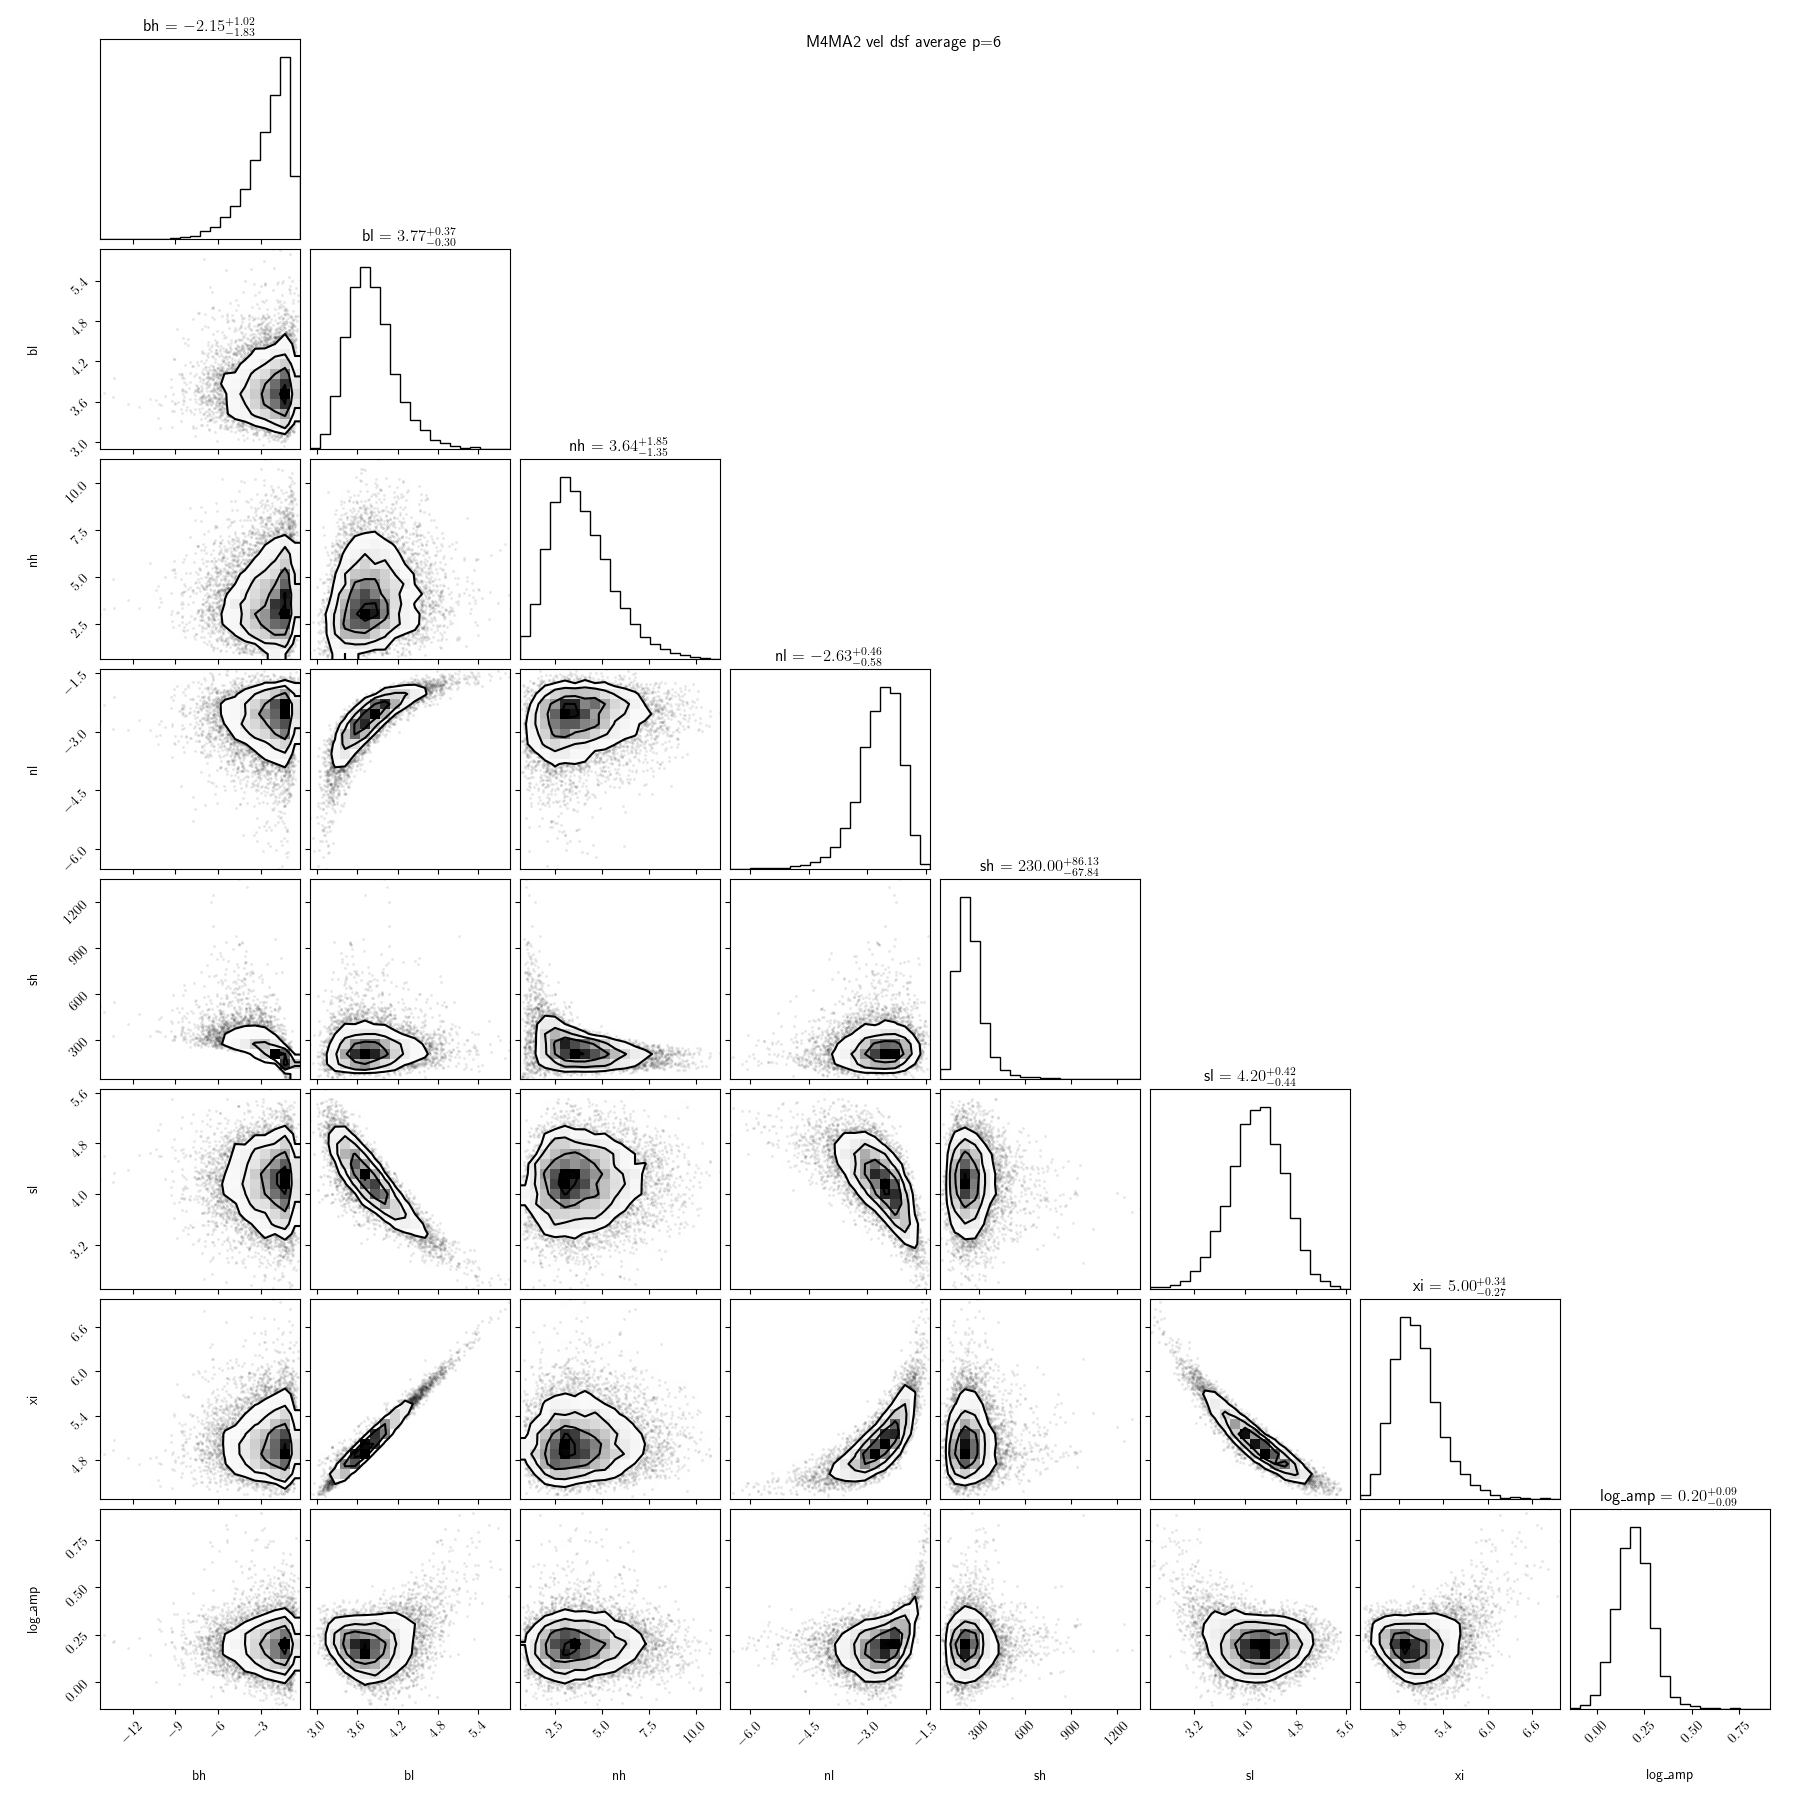 bh = −2.15 +1.02 −1.83
M4MA2 vel dsf average p=6
bl = 3.77 +0.37 −0.30
5.4
4.8
4.2
3.6
3.0
bl
nh = 3.64 +1.85 −1.35
10.0
7.5
5.0
2.5
nh
nl = −2.63 +0.46 −0.58
−1.5
−3.0
−4.5
−6.0
nl
sh = 230.00 +86.13 −67.84
1200
900
600
300
sh
sl = 4.20 +0.42 −0.44
5.6
4.8
4.0
3.2
sl
xi = 5.00 +0.34 −0.27
6.6
6.0
5.4
4.8
xi
log_amp = 0.20 +0.09 −0.09
0.75
0.50
0.25
0.00
log_amp
−12 −9 −6 −3 3.0 3.6 4.2 4.8 5.4 2.5 5.0 7.5 10.0 −6.0 −4.5 −3.0 −1.5 300 600 900 1200 3.2 4.0 4.8 5.6 4.8 5.4 6.0 6.6 0.00 0.25 0.50 0.75
bh bl nh nl sh sl xi log_amp